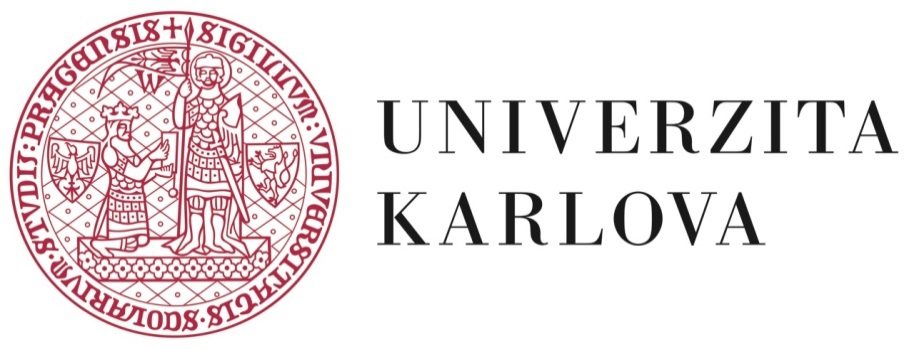 SIGILLVM : VNIVERSITATIS · SCOLARIVM · STVDII : PRAGENSIS +
UNIVERZITA
KARLOVA